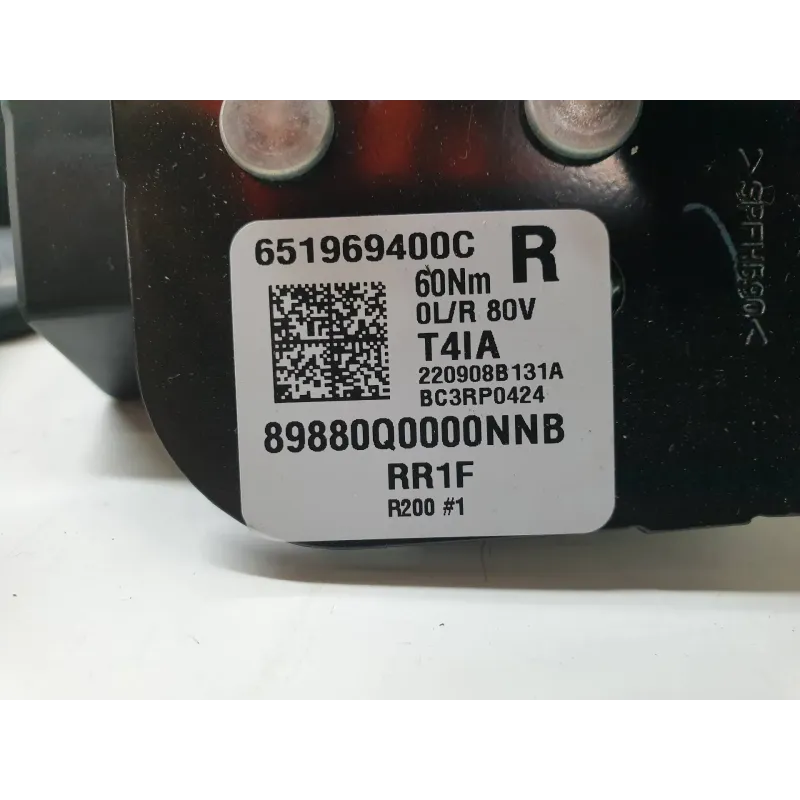 651969400C
R
60Nm
0L/R 80V
T4IA
220908B131A
BC3RP0424
89880Q0000NNB
RR1F
R200 #1